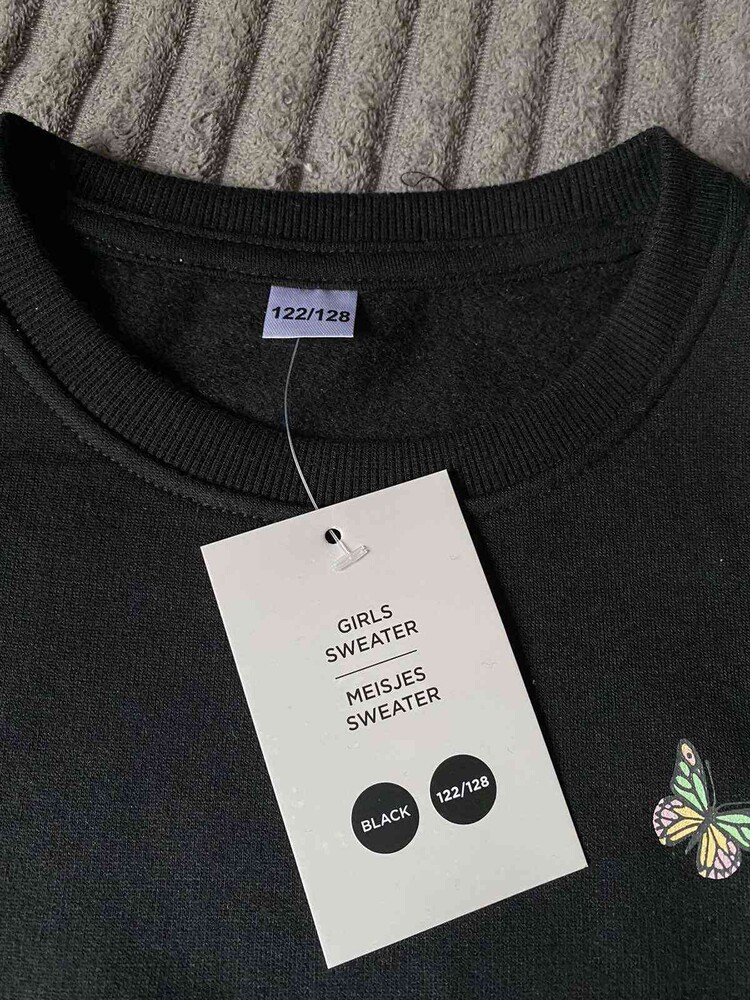 122/128
GIRLS
SWEATER
MEISJES
SWEATER
BLACK
122/128